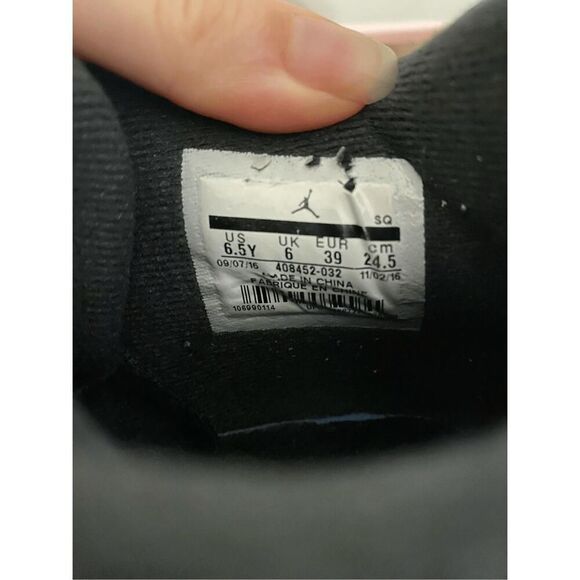 SQ
US UK EUR cm
6.5Y 6 39 24.5
09/07/16 408452-032 11/02/16
MADE IN CHINA
FABRIQUE EN CHINE
106990114